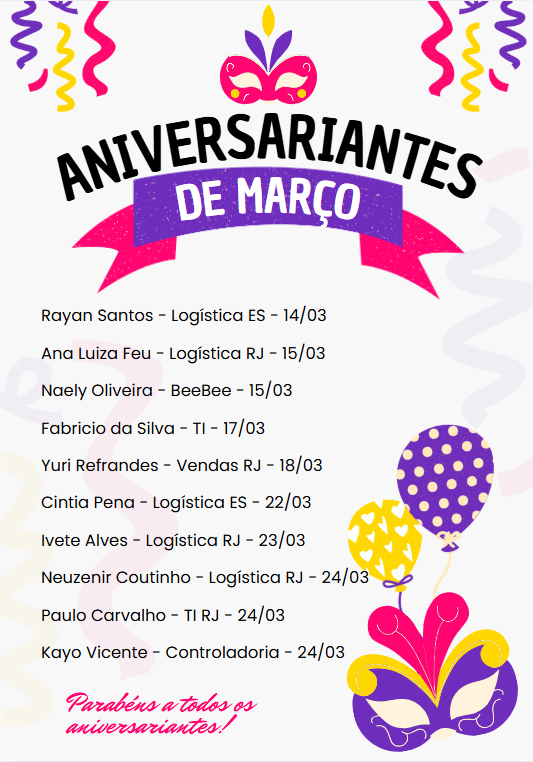 ANIVERSARIANTES
DE MARÇO
Rayan Santos - Logística ES - 14/03
Ana Luiza Feu - Logística RJ - 15/03
Naely Oliveira - BeeBee - 15/03
Fabricio da Silva - TI - 17/03
Yuri Refrandes - Vendas RJ - 18/03
Cintia Pena - Logística ES - 22/03
Ivete Alves - Logística RJ - 23/03
Neuzenir Coutinho - Logística RJ - 24/03
Paulo Carvalho - TI RJ - 24/03
Kayo Vicente - Controladoria - 24/03
Parabéns a todos os
aniversariantes!